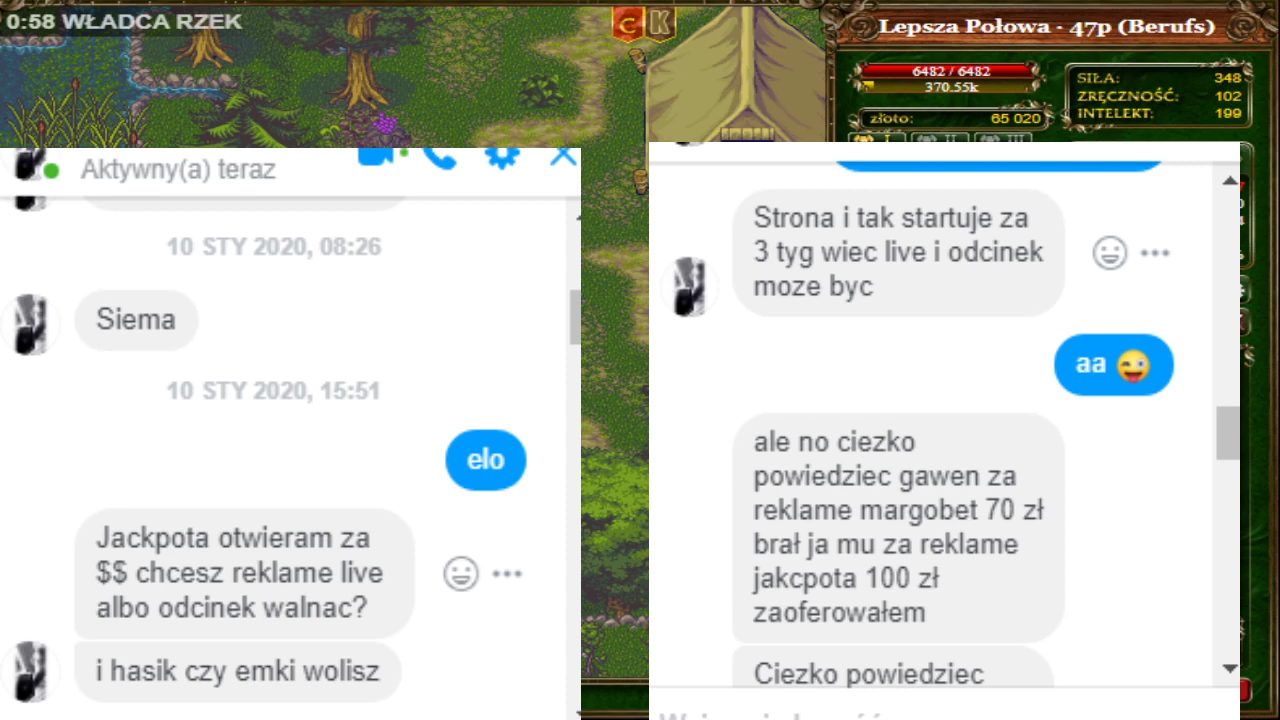 0:58 WŁADCA RZEK
C K
Lepsza Połowa - 47p (Berufs)
6482 / 6482
370.55k
złoto: 65 020
SIŁA: 348
ZRĘCZNOŚĆ: 102
INTELEKT: 199
I II III
Aktywny(a) teraz
10 STY 2020, 08:26
Siema
10 STY 2020, 15:51
elo
Jackpota otwieram za
$$ chcesz reklame live
albo odcinek walnac?
i hasik czy emki wolisz
Strona i tak startuje za
3 tyg wiec live i odcinek
moze byc
aa 😜
ale no ciezko
powiedziec gawen za
reklame margobet 70 zł
brał ja mu za reklame
jakcpota 100 zł
zaoferowałem
Ciezko powiedziec